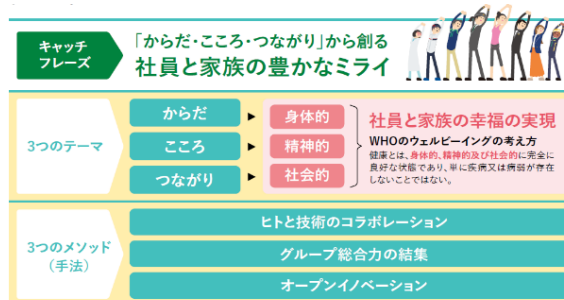 キャッチ
フレーズ
「からだ・こころ・つながり」から創る
社員と家族の豊かなミライ
3つのテーマ
からだ
こころ
つながり
身体的
精神的
社会的
社員と家族の幸福の実現
WHOのウェルビーイングの考え方
健康とは、身体的、精神的及び社会的に完全に
良好な状態であり、単に疾病又は病弱が存在
しないことではない。
3つのメソッド
（手法）
ヒトと技術のコラボレーション
グループ総合力の結集
オープンイノベーション